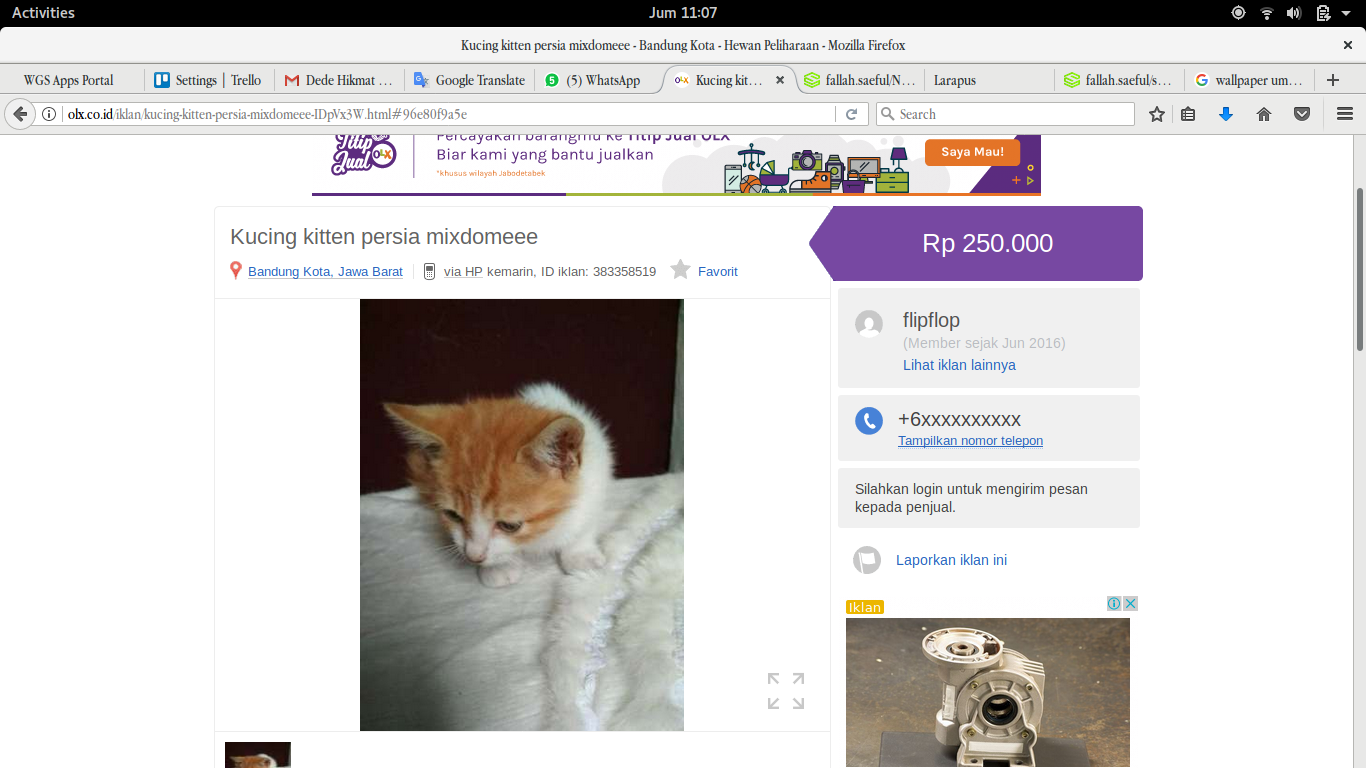 Activities
Jum 11:07
Kucing kitten persia mixdomeee - Bandung Kota - Hewan Peliharaan - Mozilla Firefox
WGS Apps Portal
Settings | Trello
Dede Hikmat …
Google Translate
(5) WhatsApp
Kucing kit…
fallah.saeful/N…
Larapus
fallah.saeful/s…
wallpaper um…
olx.co.id/iklan/kucing-kitten-persia-mixdomeee-IDpVx3W.html#96e80f9a5e
Search
Titip Jual OLX
Percayakan barangmu ke Titip Jual OLX
Biar kami yang bantu jualkan
*khusus wilayah Jabodetabek
Saya Mau!
Kucing kitten persia mixdomeee
Bandung Kota, Jawa Barat
via HP kemarin, ID iklan: 383358519
Favorit
Rp 250.000
flipflop
(Member sejak Jun 2016)
Lihat iklan lainnya
+6xxxxxxxxxx
Tampilkan nomor telepon
Silahkan login untuk mengirim pesan
kepada penjual.
Laporkan iklan ini
Iklan